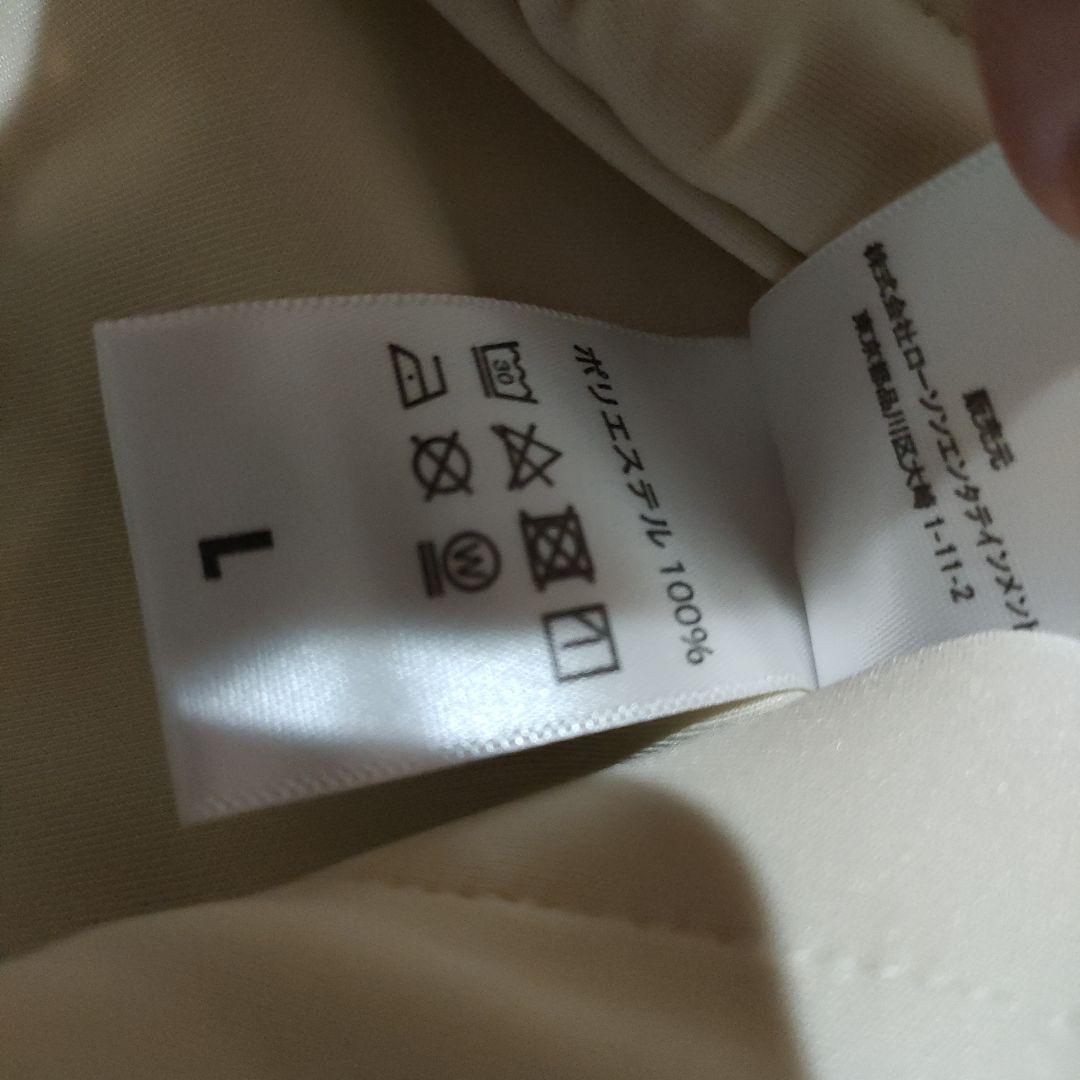 販売元
株式会社ローソンエンタテインメント
東京都品川区大崎 1-11-2
ポリエステル 100%
30
W
L